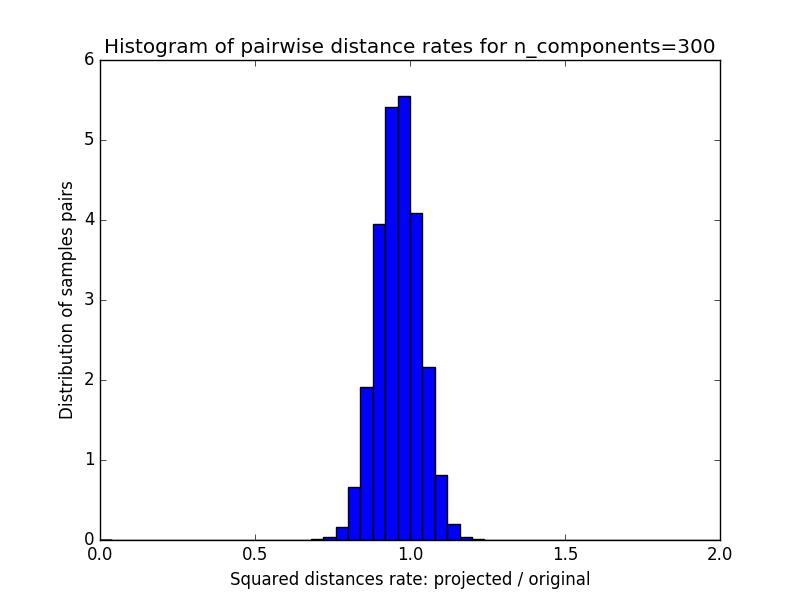 Histogram of pairwise distance rates for n_components=300
6
5
4
3
2
1
0
Distribution of samples pairs
0.0 0.5 1.0 1.5 2.0
Squared distances rate: projected / original